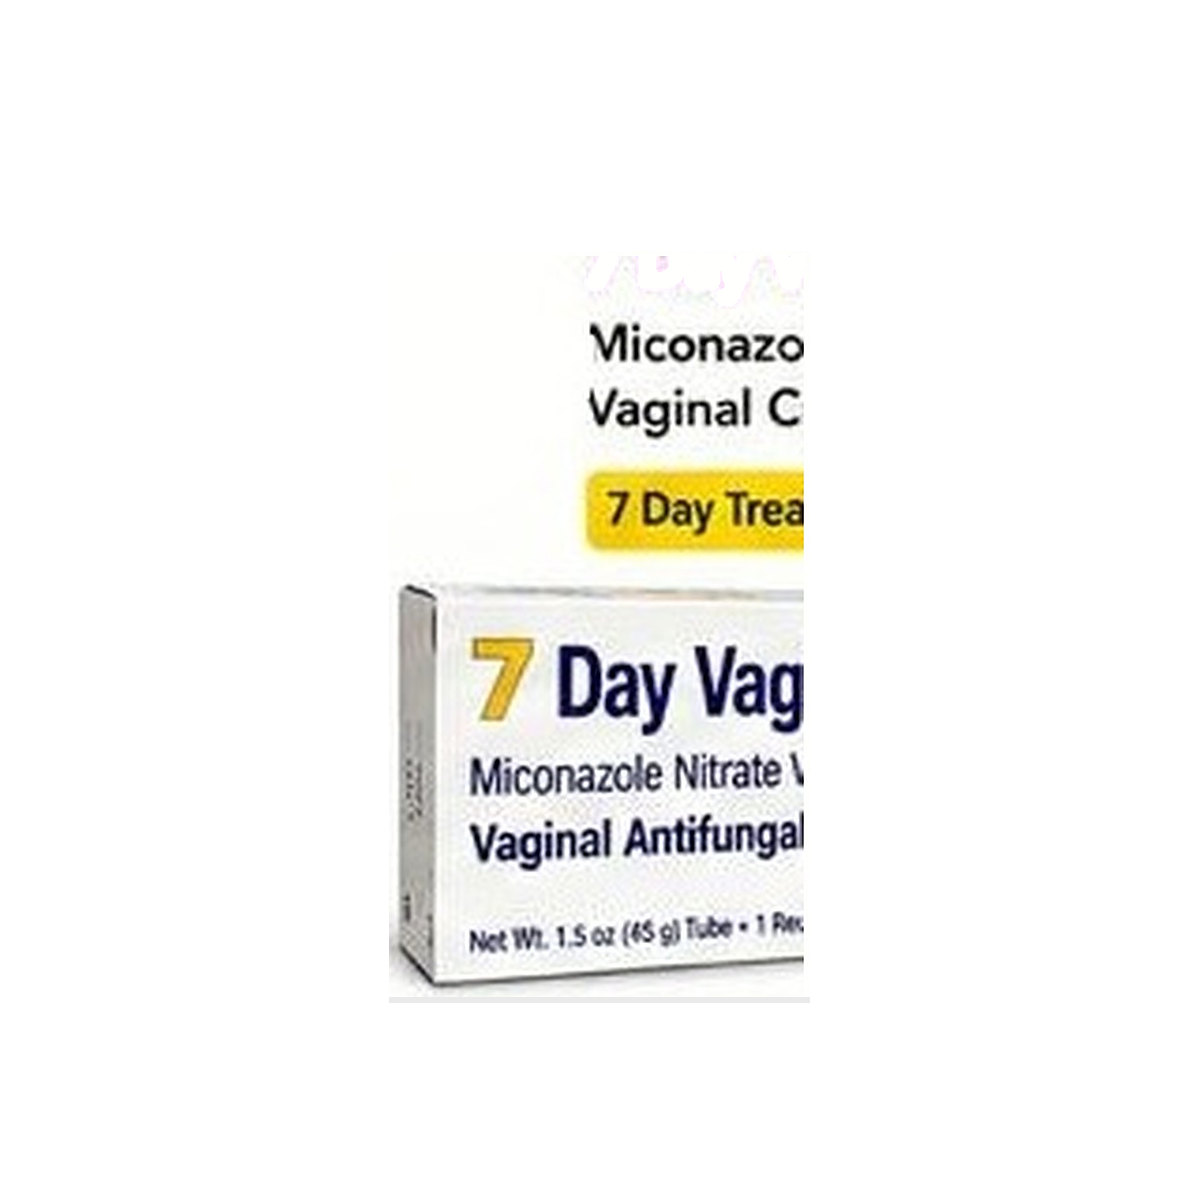 Miconazo
Vaginal C
7 Day Trea
7 Day Vag
Miconazole Nitrate V
Vaginal Antifungal
Net Wt. 1.5 oz (45 g) Tube • 1 Reu